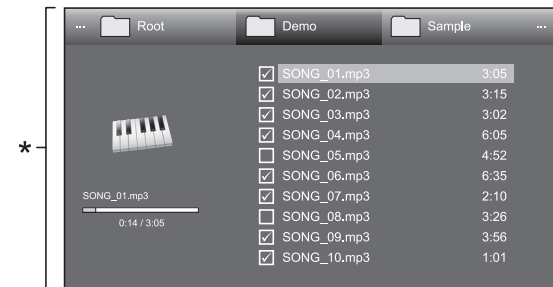 *
... Root Demo Sample ...
SONG_01.mp3 3:05
SONG_02.mp3 3:15
SONG_03.mp3 3:02
SONG_04.mp3 6:05
SONG_05.mp3 4:52
SONG_06.mp3 6:35
SONG_07.mp3 2:10
SONG_08.mp3 3:26
SONG_09.mp3 3:56
SONG_10.mp3 1:01
SONG_01.mp3
0:14 / 3:05